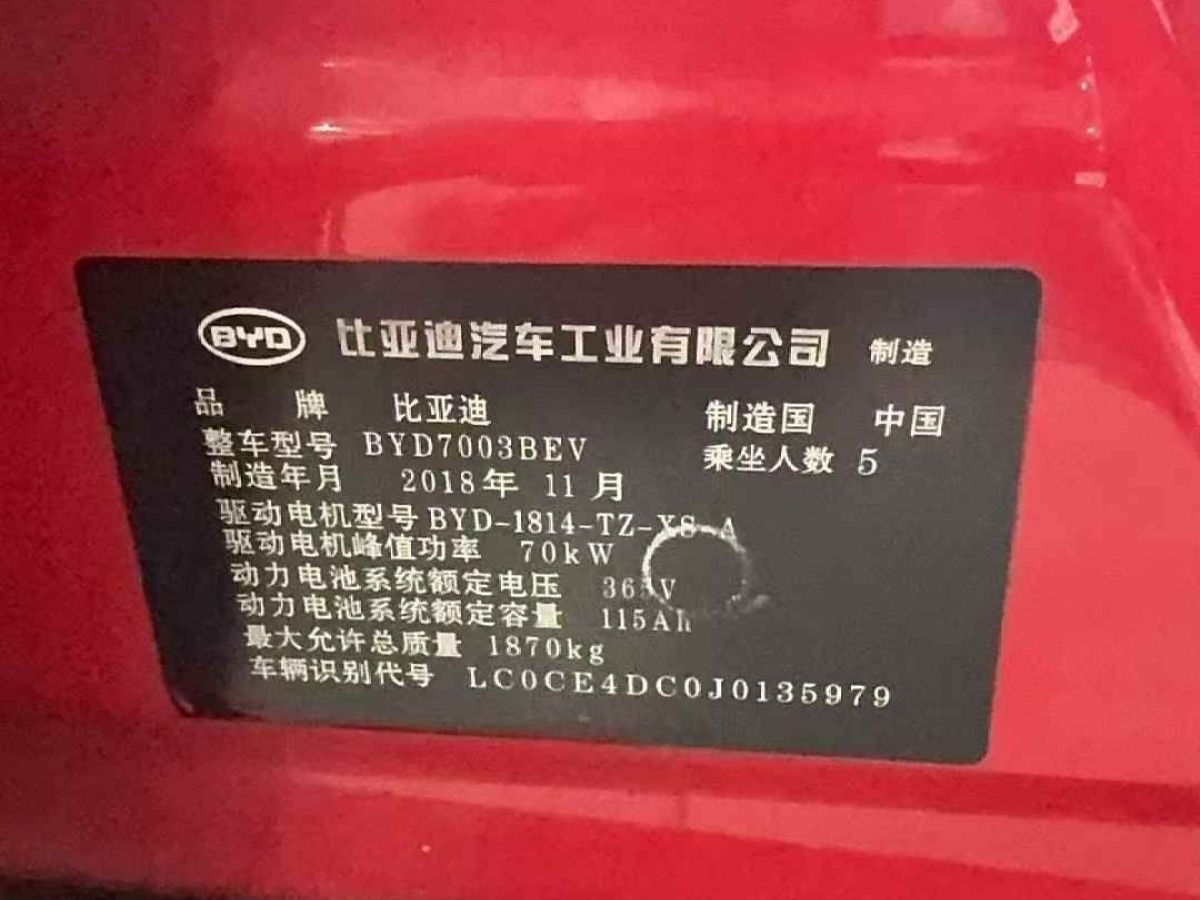 BYD 比亚迪汽车工业有限公司 制造
品 牌 比亚迪 制造国 中国
整车型号 BYD7003BEV 乘坐人数 5
制造年月 2018年 11月
驱动电机型号 BYD-1814-TZ-XS-A
驱动电机峰值功率 70kW
动力电池系统额定电压 365V
动力电池系统额定容量 115Ah
最大允许总质量 1870kg
车辆识别代号 LC0CE4DC0J0135979